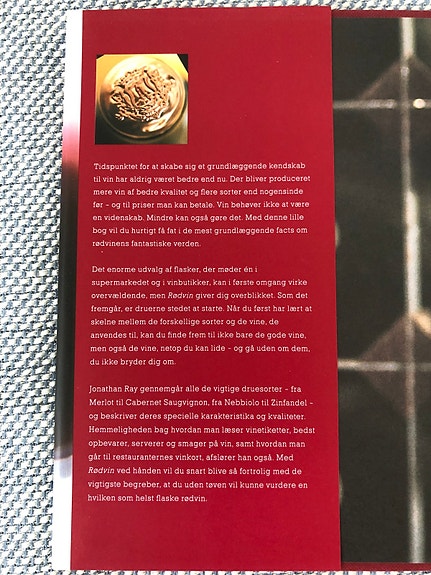 Tidspunktet for at skabe sig et grundlæggende kendskab
til vin har aldrig været bedre end nu. Der bliver produceret
mere vin af bedre kvalitet og flere sorter end nogensinde
før – og til priser man kan betale. Vin behøver ikke at være
en videnskab. Mindre kan også gøre det. Med denne lille
bog vil du hurtigt få fat i de mest grundlæggende facts om
rødvinens fantastiske verden.
Det enorme udvalg af flasker, der møder én i
supermarkedet og i vinbutikker, kan i første omgang virke
overvældende, men Rødvin giver dig overblikket. Som det
fremgår, er druerne stedet at starte. Når du først har lært at
skelne mellem de forskellige sorter og de vine, de
anvendes til, kan du finde frem til ikke bare de gode vine,
men også de vine, netop du kan lide – og gå uden om dem,
du ikke bryder dig om.
Jonathan Ray gennemgår alle de vigtige druesorter – fra
Merlot til Cabernet Saugvignon, fra Nebbiolo til Zinfandel –
og beskriver deres specielle karakteristika og kvaliteter.
Hemmeligheden bag hvordan man læser vinetiketter, bedst
opbevarer, serverer og smager på vin, samt hvordan man
går til restauranternes vinkort, afslører han også. Med
Rødvin ved hånden vil du snart blive så fortrolig med de
vigtigste begreber, at du uden tøven vil kunne vurdere en
hvilken som helst flaske rødvin.